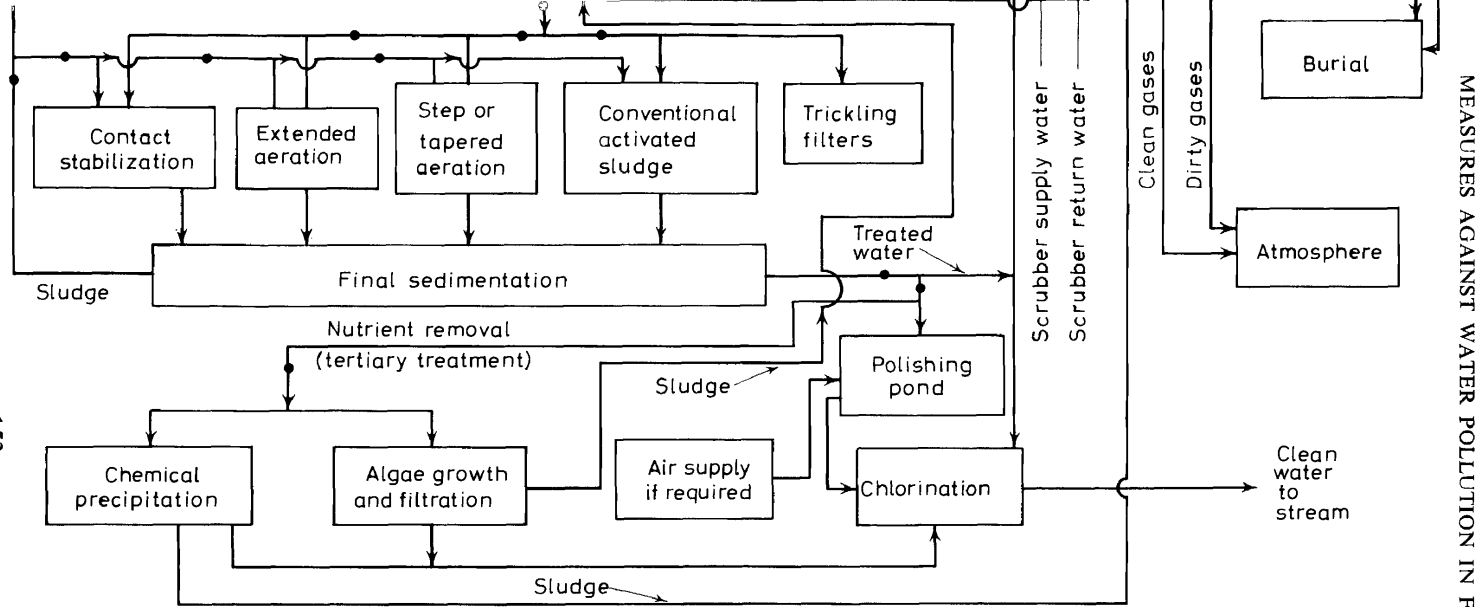 Clean gases
Dirty gases
Burial
MEASURES AGAINST WATER POLLUTION IN
Contact
stabilization
Extended
aeration
Step or
tapered
aeration
Conventional
activated
sludge
Trickling
filters
Scrubber supply water
Scrubber return water
Treated
water
Atmosphere
Final sedimentation
Sludge
Nutrient removal
(tertiary treatment)
Sludge
Polishing
pond
Chemical
precipitation
Algae growth
and filtration
Air supply
if required
Chlorination
Clean
water
to
stream
Sludge